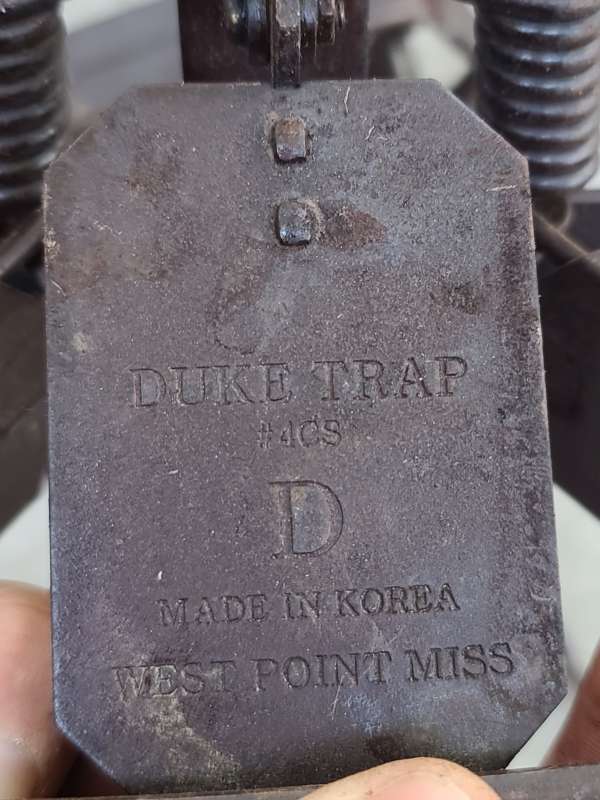 DUKE TRAP
#4CS
D
MADE IN KOREA
WEST POINT MISS